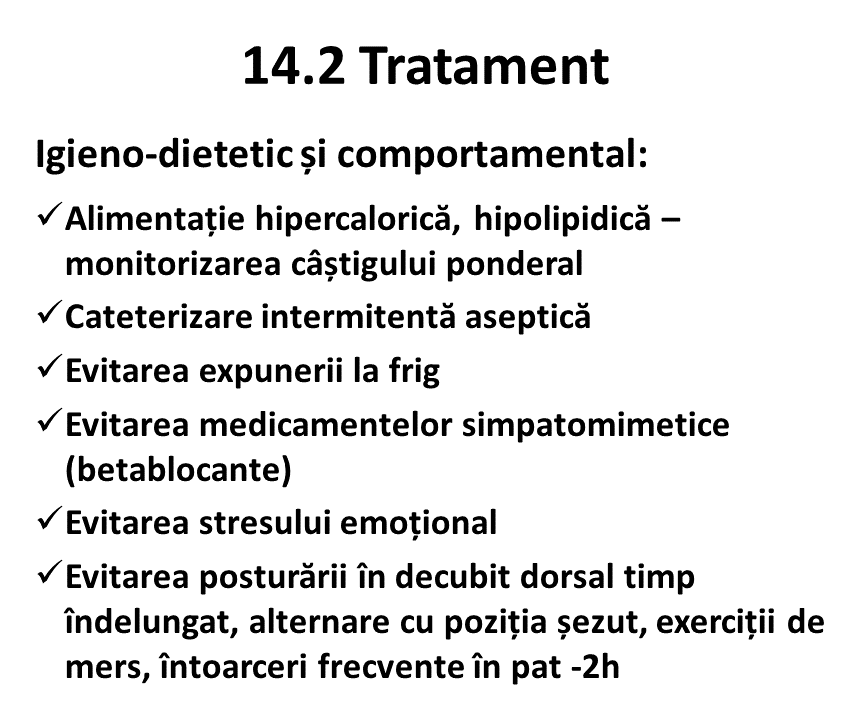 14.2 Tratament
Igieno-dietetic și comportamental:
✓Alimentație hipercalorică, hipolipidică –
monitorizarea câștigului ponderal
✓Cateterizare intermitentă aseptică
✓Evitarea expunerii la frig
✓Evitarea medicamentelor simpatomimetice
(betablocante)
✓Evitarea stresului emoțional
✓Evitarea posturării în decubit dorsal timp
îndelungat, alternare cu poziția șezut, exerciții de
mers, întoarceri frecvente în pat -2h